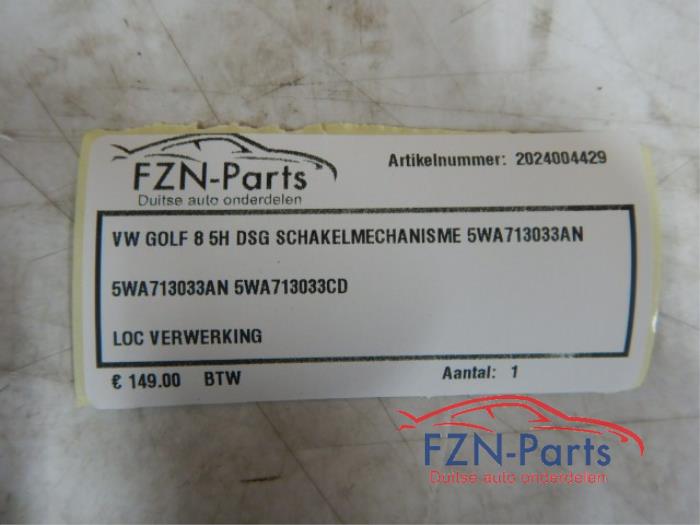 FZN-Parts
Duitse auto onderdelen
Artikelnummer: 2024004429
VW GOLF 8 5H DSG SCHAKELMECHANISME 5WA713033AN
5WA713033AN 5WA713033CD
LOC VERWERKING
€ 149.00 BTW
Aantal: 1
FZN-Parts
Duitse auto onderdelen